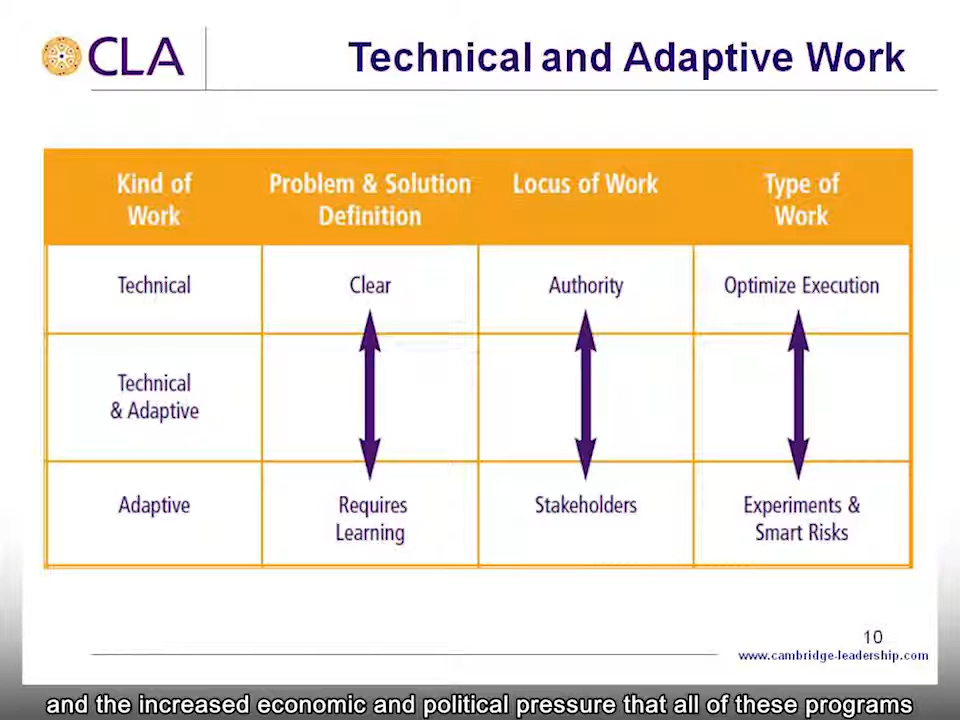 CLA
Technical and Adaptive Work
Kind of
Work
Problem & Solution
Definition
Locus of Work
Type of
Work
Technical
Clear
Authority
Optimize Execution
Technical
& Adaptive
Adaptive
Requires
Learning
Stakeholders
Experiments &
Smart Risks
10
www.cambridge-leadership.com
and the increased economic and political pressure that all of these programs